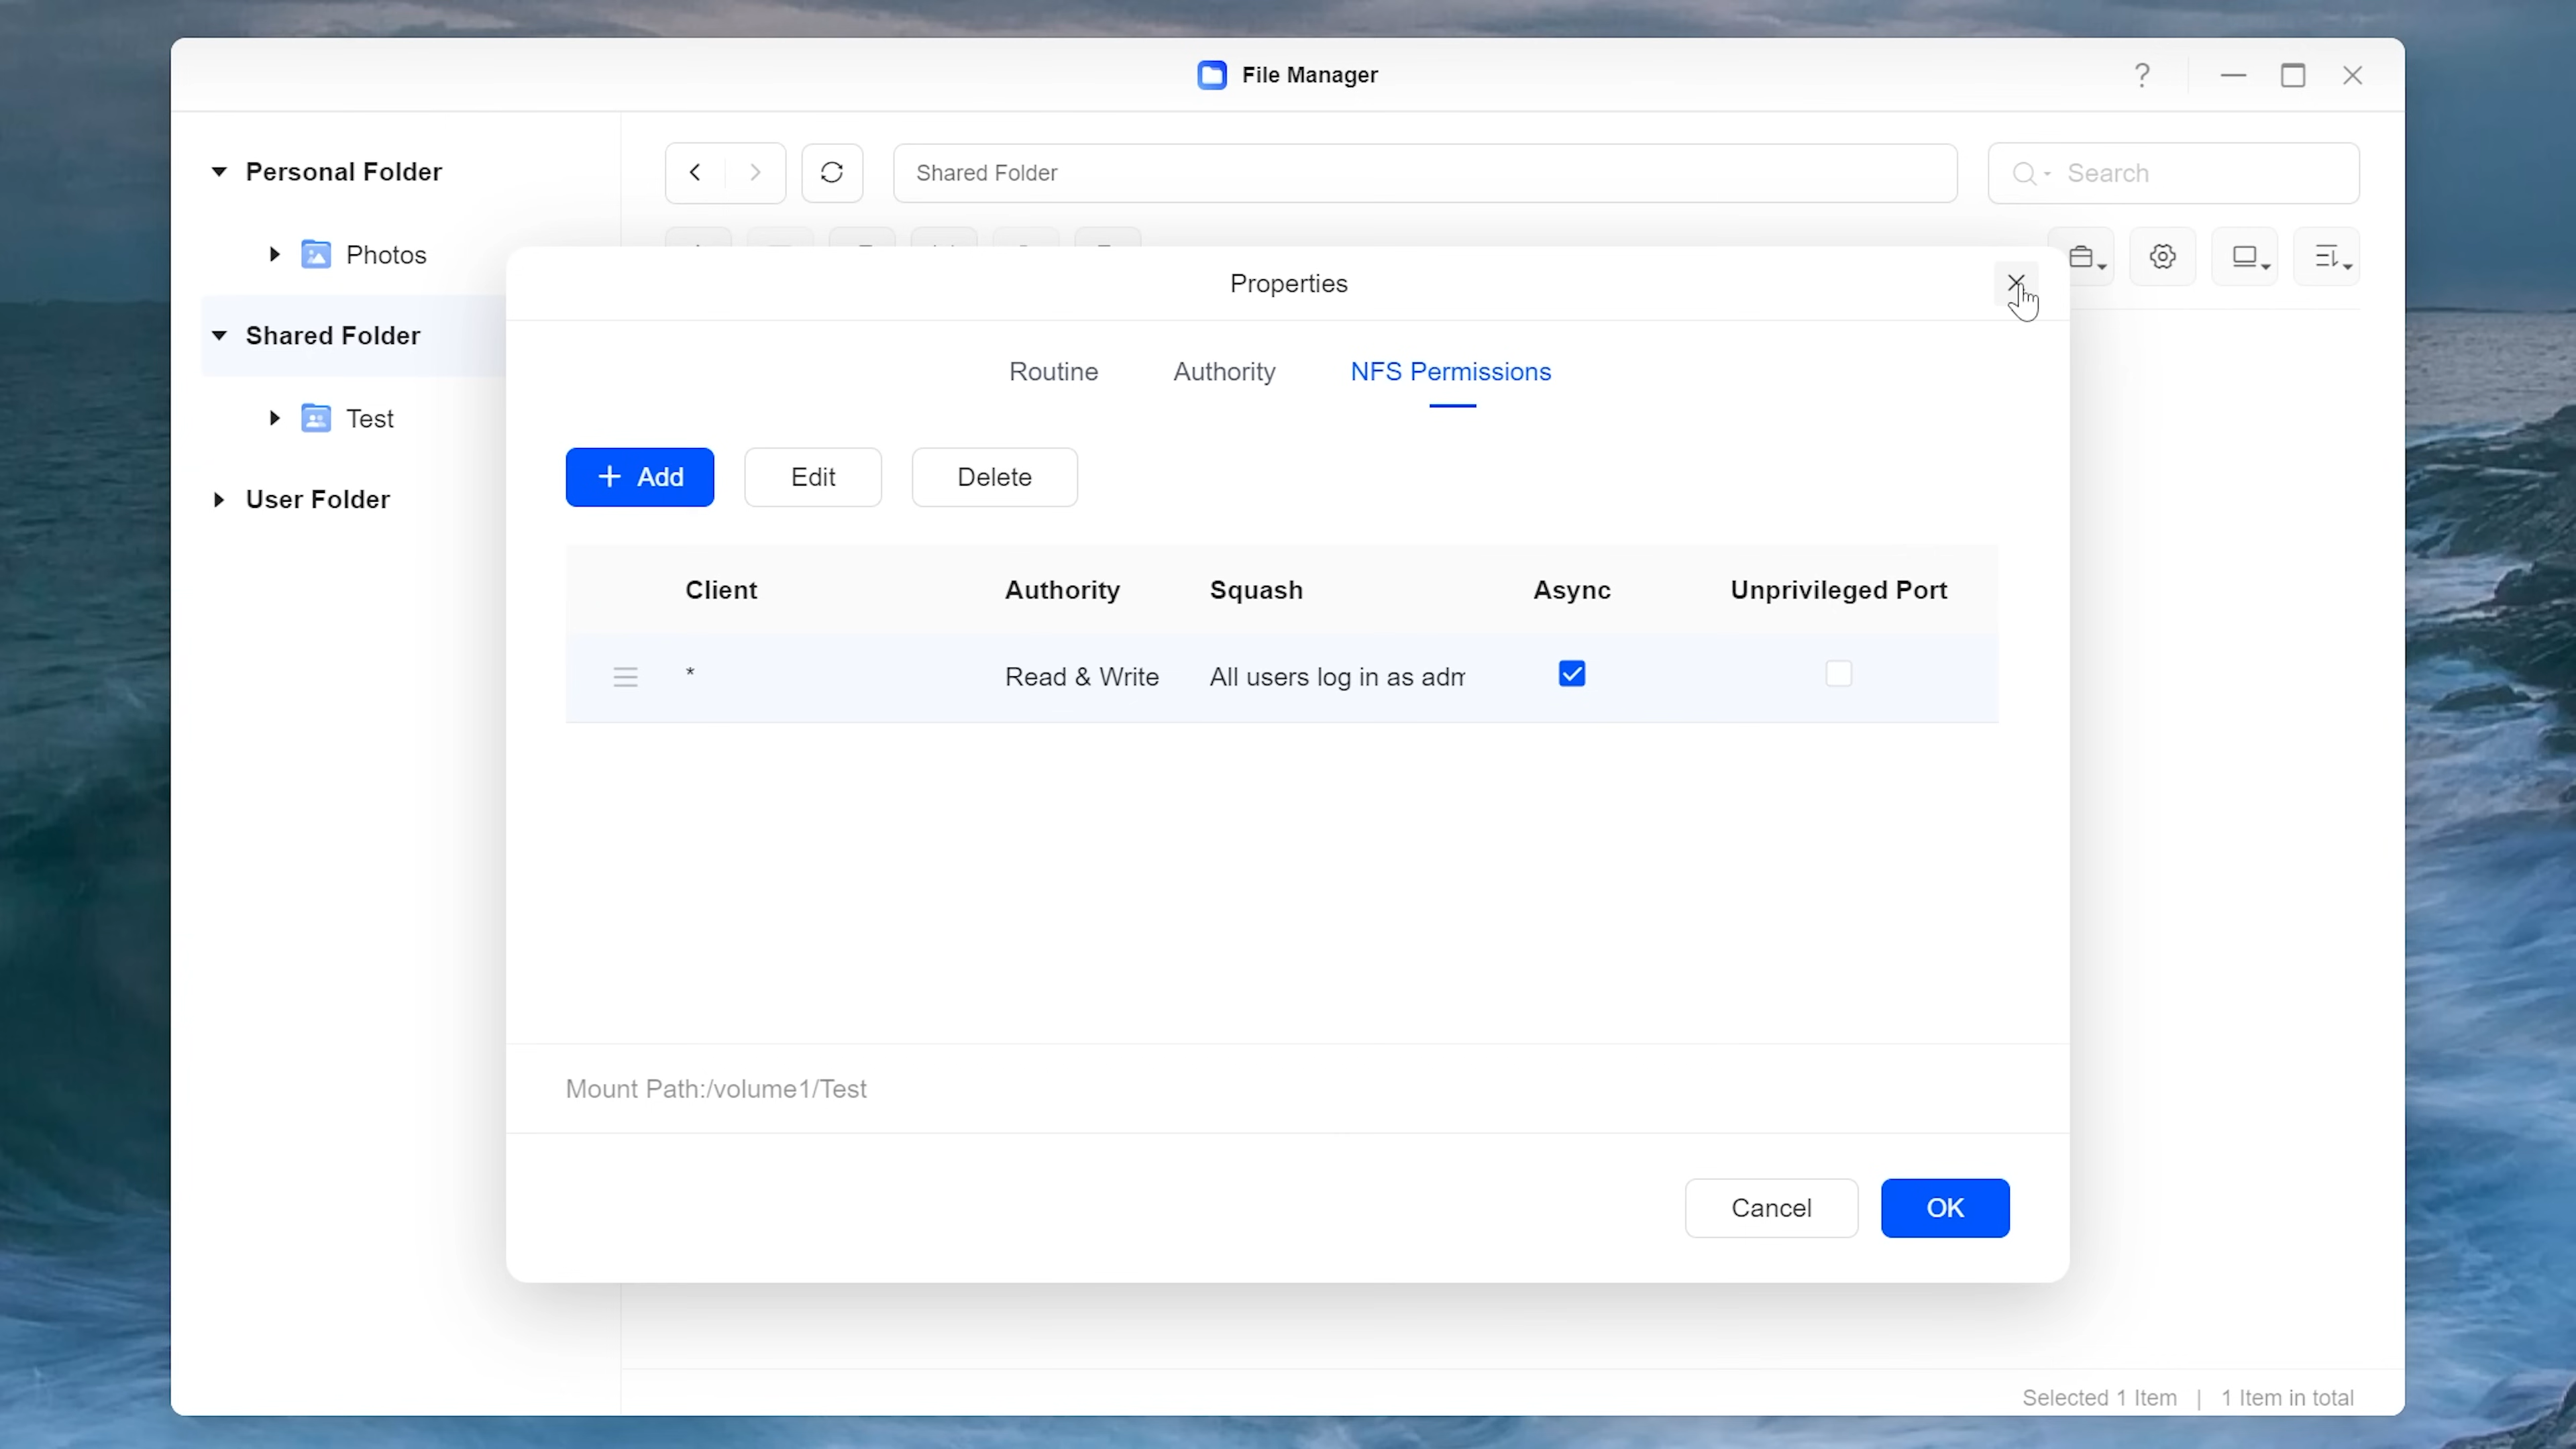 File Manager
?
Personal Folder
Photos
Shared Folder
Test
User Folder
Shared Folder
Search
Properties
Routine Authority NFS Permissions
+ Add Edit Delete
Client Authority Squash Async Unprivileged Port
* Read & Write All users log in as adm
Mount Path:/volume1/Test
Cancel OK
Selected 1 Item | 1 Item in total